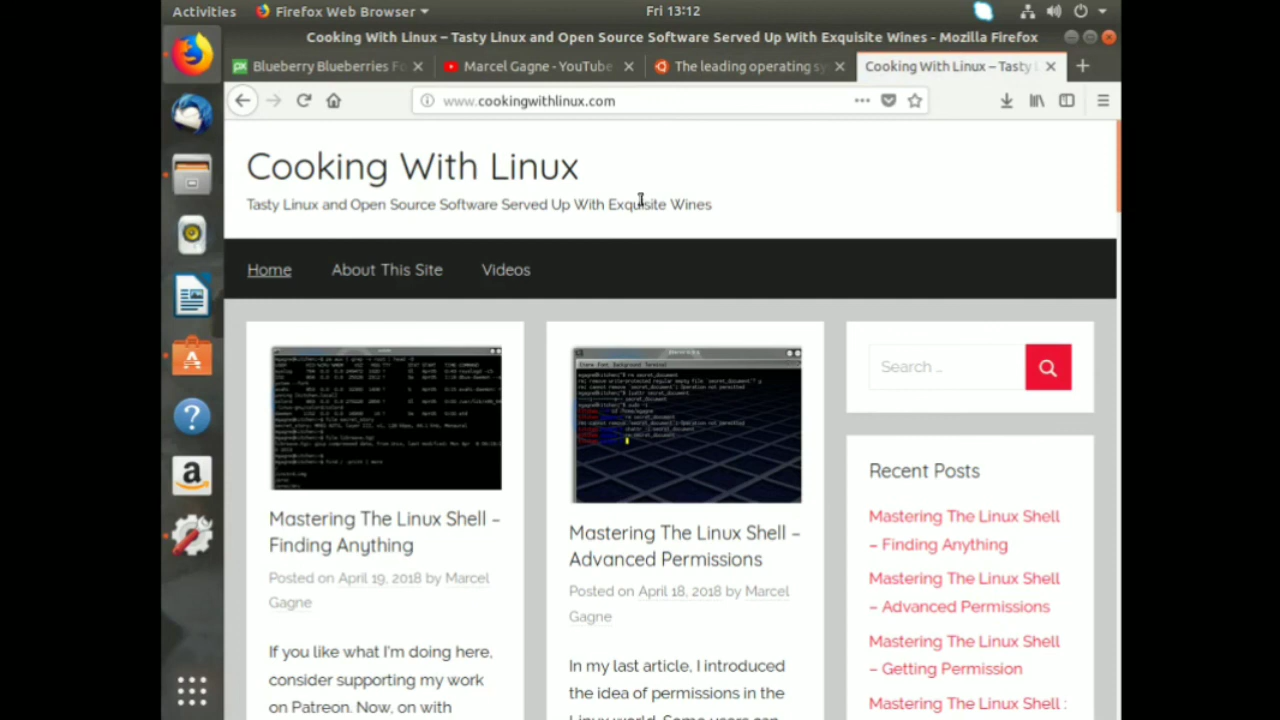 Activities
Firefox Web Browser
Fri 13:12
Cooking With Linux – Tasty Linux and Open Source Software Served Up With Exquisite Wines - Mozilla Firefox
Blueberry Blueberries Fo
Marcel Gagne - YouTube
The leading operating sy
Cooking With Linux – Tasty L
www.cookingwithlinux.com
Cooking With Linux
Tasty Linux and Open Source Software Served Up With Exquisite Wines
Home
About This Site
Videos
Mastering The Linux Shell –
Finding Anything
Posted on April 19, 2018 by Marcel
Gagne
If you like what I'm doing here,
consider supporting my work
on Patreon. Now, on with
Mastering The Linux Shell –
Advanced Permissions
Posted on April 18, 2018 by Marcel
Gagne
In my last article, I introduced
the idea of permissions in the
Linux world. Some users can
Search …
Recent Posts
Mastering The Linux Shell
– Finding Anything
Mastering The Linux Shell
– Advanced Permissions
Mastering The Linux Shell
– Getting Permission
Mastering The Linux Shell :